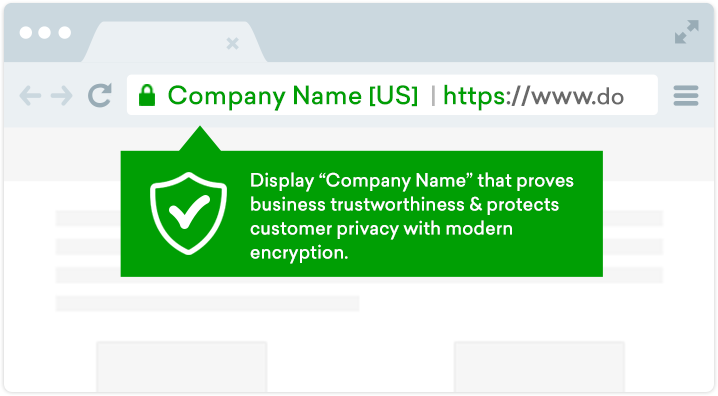 Company Name [US] | https://www.do
Display “Company Name” that proves
business trustworthiness & protects
customer privacy with modern
encryption.